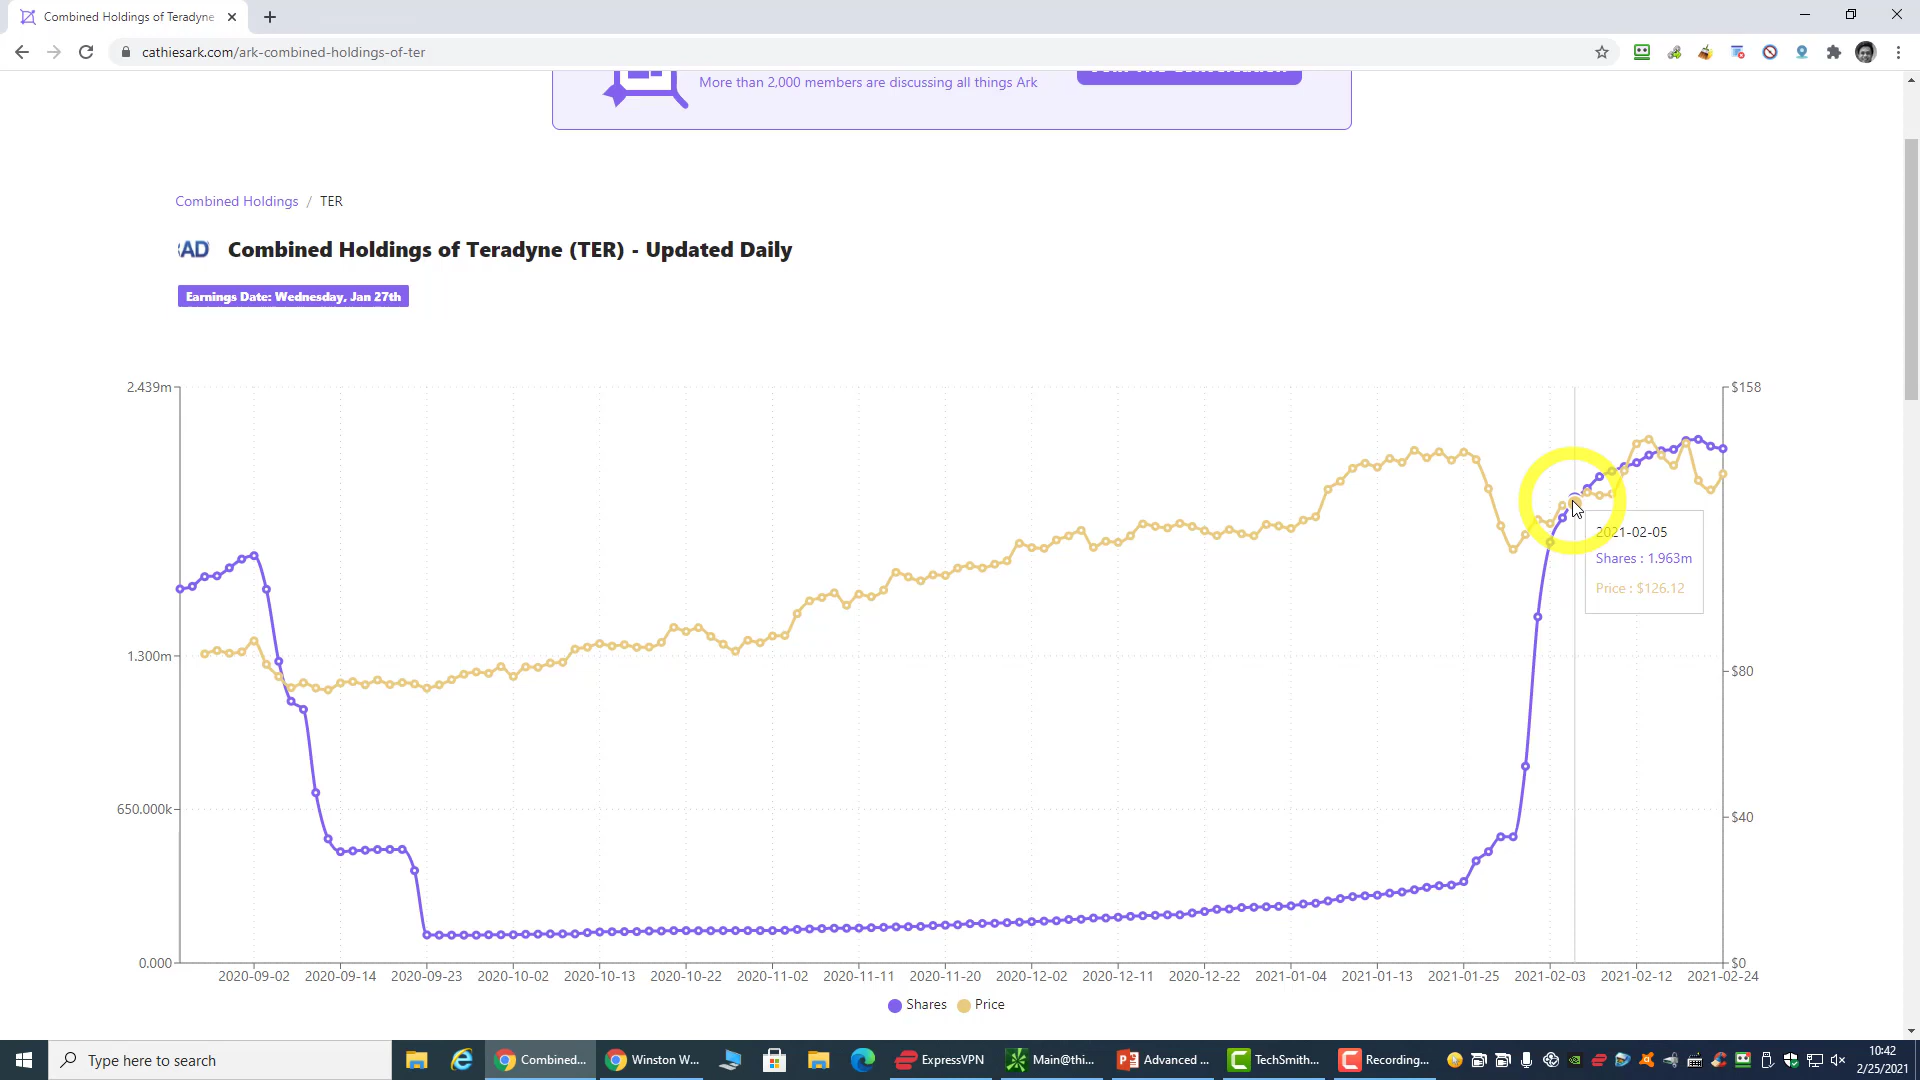 Combined Holdings of Teradyne
cathiesark.com/ark-combined-holdings-of-ter
More than 2,000 members are discussing all things Ark
Combined Holdings / TER
AD
Combined Holdings of Teradyne (TER) - Updated Daily
Earnings Date: Wednesday, Jan 27th
2.439m
$158
2021-02-05
Shares : 1.963m
Price : $126.12
1.300m
$80
650.000k
$40
0.000
$0
2020-09-02 2020-09-14 2020-09-23 2020-10-02 2020-10-13 2020-10-22 2020-11-02 2020-11-11 2020-11-20 2020-12-02 2020-12-11 2020-12-22 2021-01-04 2021-01-13 2021-01-25 2021-02-03 2021-02-12 2021-02-24
Shares Price
Type here to search
Combined...
Winston W...
ExpressVPN
Main@thi...
Advanced ...
TechSmith...
Recording...
10:42
2/25/2021